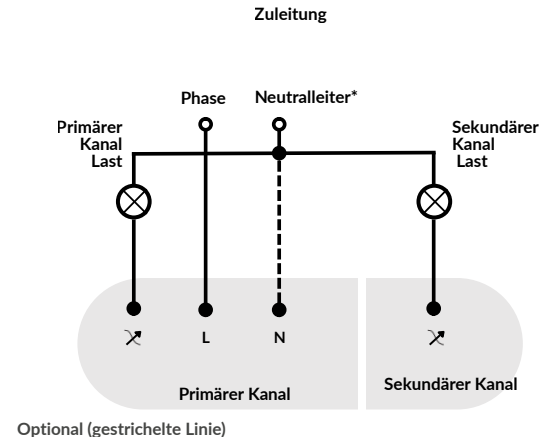 Zuleitung
Phase
Neutralleiter*
Primärer
Kanal
Last
Sekundärer
Kanal
Last
L
N
Primärer Kanal
Sekundärer Kanal
Optional (gestrichelte Linie)